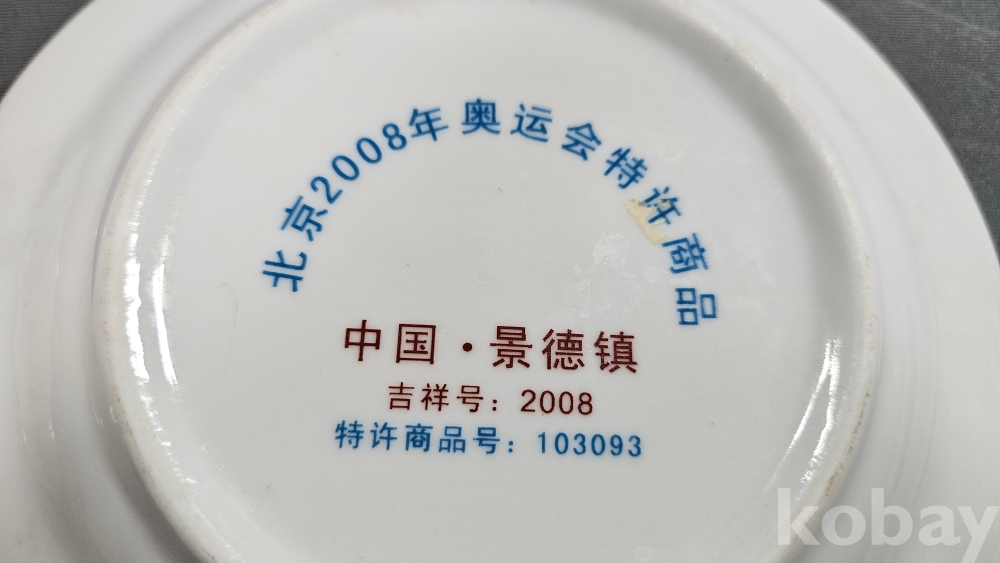 北京2008年奥运会特许商品
中国·景德镇
吉祥号：2008
特许商品号：103093
kobay